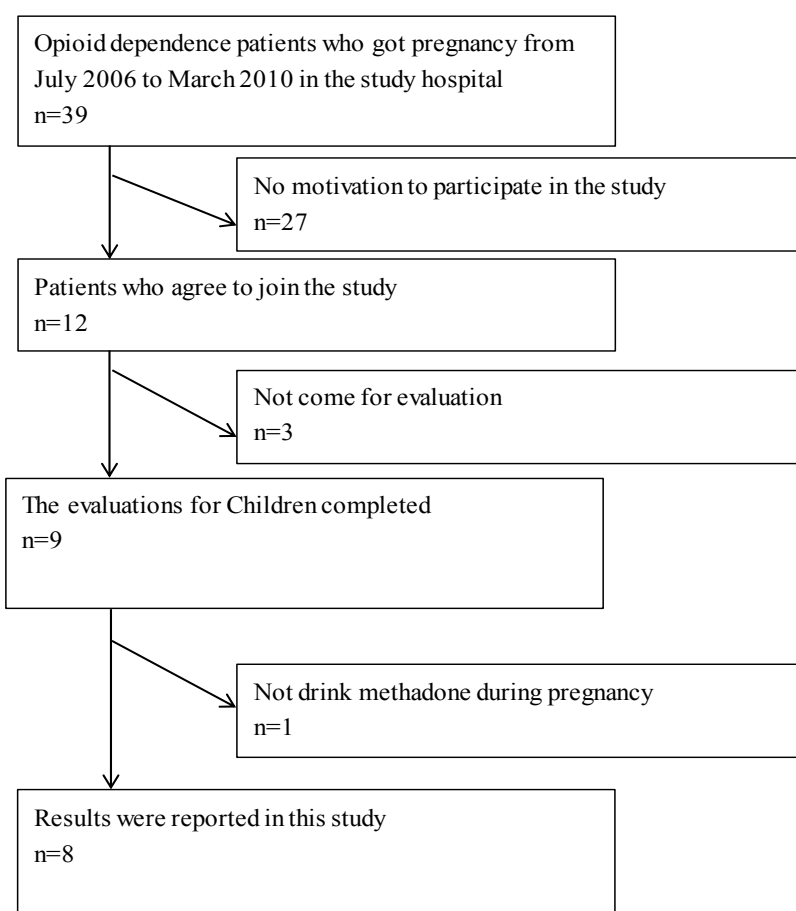 Opioid dependence patients who got pregnancy from
July 2006 to March 2010 in the study hospital
n=39
No motivation to participate in the study
n=27
Patients who agree to join the study
n=12
Not come for evaluation
n=3
The evaluations for Children completed
n=9
Not drink methadone during pregnancy
n=1
Results were reported in this study
n=8